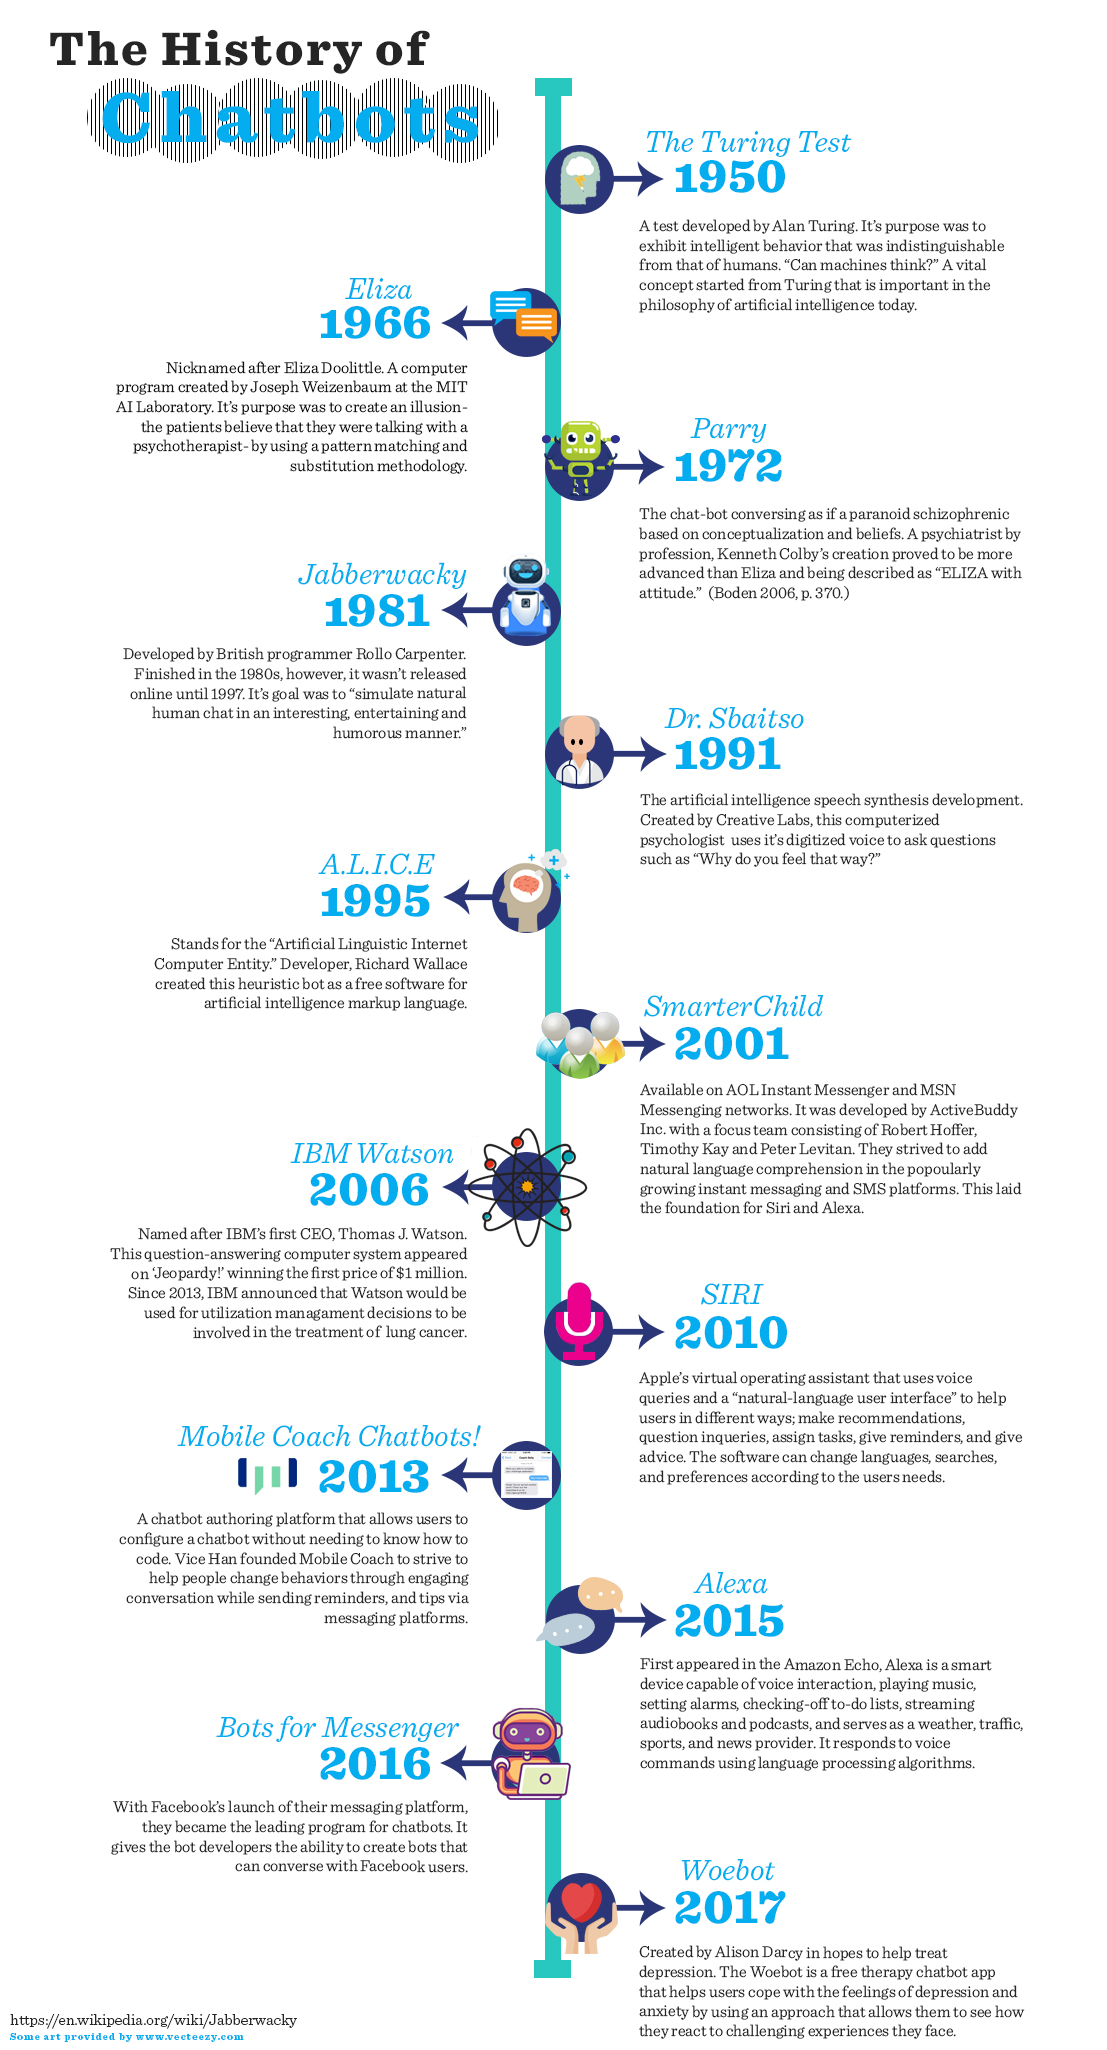 The History of
Chatbots
The Turing Test
1950
A test developed by Alan Turing. It's purpose was to
exhibit intelligent behavior that was indistinguishable
from that of humans. “Can machines think?” A vital
concept started from Turing that is important in the
philosophy of artificial intelligence today.
Eliza
1966
Nicknamed after Eliza Doolittle. A computer
program created by Joseph Weizenbaum at the MIT
AI Laboratory. It's purpose was to create an illusion-
the patients believe that they were talking with a
psychotherapist- by using a pattern matching and
substitution methodology.
Parry
1972
The chat-bot conversing as if a paranoid schizophrenic
based on conceptualization and beliefs. A psychiatrist by
profession, Kenneth Colby's creation proved to be more
advanced than Eliza and being described as “ELIZA with
attitude.” (Boden 2006, p. 370.)
Jabberwacky
1981
Developed by British programmer Rollo Carpenter.
Finished in the 1980s, however, it wasn't released
online until 1997. It's goal was to “simulate natural
human chat in an interesting, entertaining and
humorous manner.”
Dr. Sbaitso
1991
The artificial intelligence speech synthesis development.
Created by Creative Labs, this computerized
psychologist uses it's digitized voice to ask questions
such as “Why do you feel that way?”
A.L.I.C.E
1995
Stands for the “Artificial Linguistic Internet
Computer Entity.” Developer, Richard Wallace
created this heuristic bot as a free software for
artificial intelligence markup language.
SmarterChild
2001
Available on AOL Instant Messenger and MSN
Messenging networks. It was developed by ActiveBuddy
Inc. with a focus team consisting of Robert Hoffer,
Timothy Kay and Peter Levitan. They strived to add
natural language comprehension in the popoularly
growing instant messaging and SMS platforms. This laid
the foundation for Siri and Alexa.
IBM Watson
2006
Named after IBM's first CEO, Thomas J. Watson.
This question-answering computer system appeared
on ‘Jeopardy!’ winning the first price of $1 million.
Since 2013, IBM announced that Watson would be
used for utilization managament decisions to be
involved in the treatment of lung cancer.
SIRI
2010
Apple's virtual operating assistant that uses voice
queries and a “natural-language user interface” to help
users in different ways; make recommendations,
question inqueries, assign tasks, give reminders, and give
advice. The software can change languages, searches,
and preferences according to the users needs.
Mobile Coach Chatbots!
2013
A chatbot authoring platform that allows users to
configure a chatbot without needing to know how to
code. Vice Han founded Mobile Coach to strive to
help people change behaviors through engaging
conversation while sending reminders, and tips via
messaging platforms.
Alexa
2015
First appeared in the Amazon Echo, Alexa is a smart
device capable of voice interaction, playing music,
setting alarms, checking-off to-do lists, streaming
audiobooks and podcasts, and serves as a weather, traffic,
sports, and news provider. It responds to voice
commands using language processing algorithms.
Bots for Messenger
2016
With Facebook's launch of their messaging platform,
they became the leading program for chatbots. It
gives the bot developers the ability to create bots that
can converse with Facebook users.
Woebot
2017
Created by Alison Darcy in hopes to help treat
depression. The Woebot is a free therapy chatbot app
that helps users cope with the feelings of depression and
anxiety by using an approach that allows them to see how
they react to challenging experiences they face.
https://en.wikipedia.org/wiki/Jabberwacky
Some art provided by www.vecteezy.com